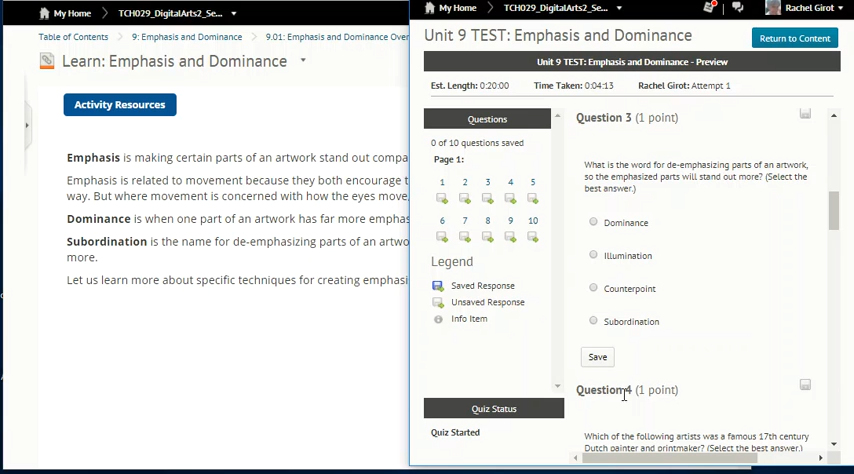 My Home
TCH029_DigitalArts2_Se...
Table of Contents
9: Emphasis and Dominance
9.01: Emphasis and Dominance Over
Learn: Emphasis and Dominance
Activity Resources
Emphasis is making certain parts of an artwork stand out compa
Emphasis is related to movement because they both encourage t
way. But where movement is concerned with how the eyes move,
Dominance is when one part of an artwork has far more emphas
Subordination is the name for de-emphasizing parts of an artwo
more.
Let us learn more about specific techniques for creating emphasi
My Home
TCH029_DigitalArts2_Se...
Rachel Girot
Unit 9 TEST: Emphasis and Dominance
Return to Content
Unit 9 TEST: Emphasis and Dominance - Preview
Est. Length: 0:20:00
Time Taken: 0:04:13
Rachel Girot: Attempt 1
Questions
0 of 10 questions saved
Page 1:
1 2 3 4 5
6 7 8 9 10
Legend
Saved Response
Unsaved Response
Info Item
Quiz Status
Quiz Started
Question 3 (1 point)
What is the word for de-emphasizing parts of an artwork,
so the emphasized parts will stand out more? (Select the
best answer.)
Dominance
Illumination
Counterpoint
Subordination
Save
Question 4 (1 point)
Which of the following artists was a famous 17th century
Dutch painter and printmaker? (Select the best answer.)